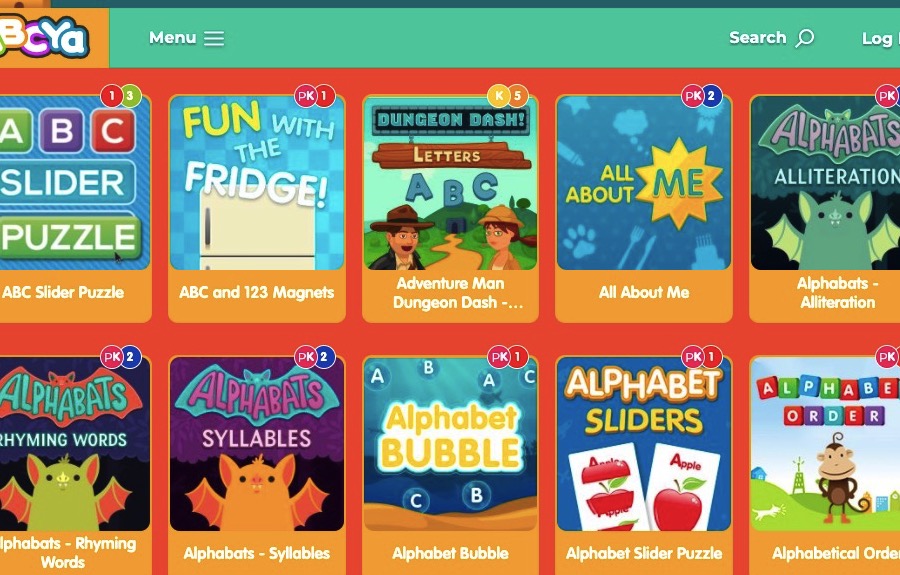 BCYa
Menu
Search
Log
1 3
PK 1
K 5
PK 2
PK
A B C
SLIDER
PUZZLE
FUN WITH
THE
FRIDGE!
DUNGEON DASH!
LETTERS
A B C
ALL
ABOUT
ME
ALPHABATS
ALLITERATION
ABC Slider Puzzle
ABC and 123 Magnets
Adventure Man
Dungeon Dash -...
All About Me
Alphabats -
Alliteration
PK 2
PK 2
PK 1
PK 1
PK
ALPHABATS
RHYMING WORDS
ALPHABATS
SYLLABLES
A B A C
Alphabet
BUBBLE
C B
ALPHABET
SLIDERS
Apple
Apple
ALPHABE
ORDER
lphabats - Rhyming
Words
Alphabats - Syllables
Alphabet Bubble
Alphabet Slider Puzzle
Alphabetical Orde